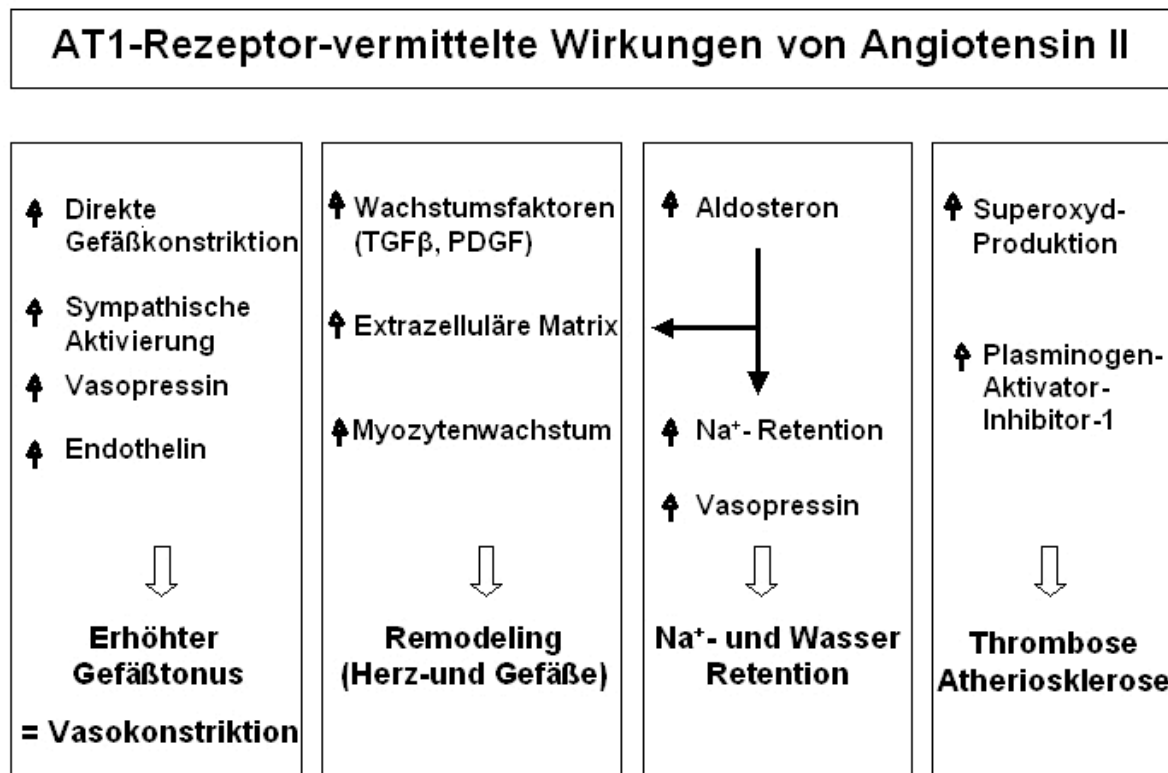 AT1-Rezeptor-vermittelte Wirkungen von Angiotensin II
Direkte
Gefäßkonstriktion
Sympathische
Aktivierung
Vasopressin
Endothelin
Erhöhter
Gefäßtonus
= Vasokonstriktion
Wachstumsfaktoren
(TGFβ, PDGF)
Extrazelluläre Matrix
Myozytenwachstum
Remodeling
(Herz-und Gefäße)
Aldosteron
Na⁺- Retention
Vasopressin
Na⁺- und Wasser
Retention
Superoxyd-
Produktion
Plasminogen-
Aktivator-
Inhibitor-1
Thrombose
Atheriosklerose